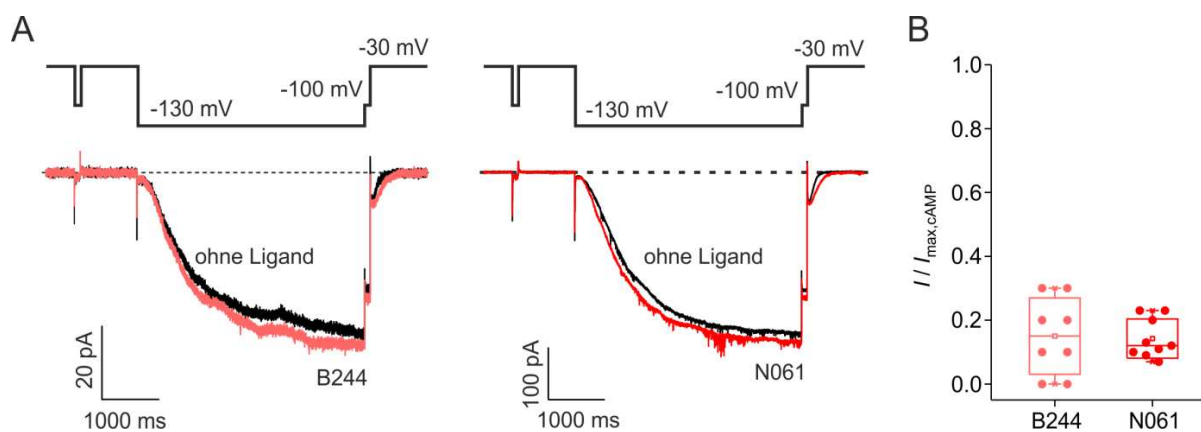 A
-30 mV
-100 mV
-130 mV
ohne Ligand
B244
20 pA
1000 ms
-30 mV
-100 mV
-130 mV
ohne Ligand
N061
100 pA
1000 ms
B
I / Imax,cAMP
1.0
0.8
0.6
0.4
0.2
0.0
B244 N061